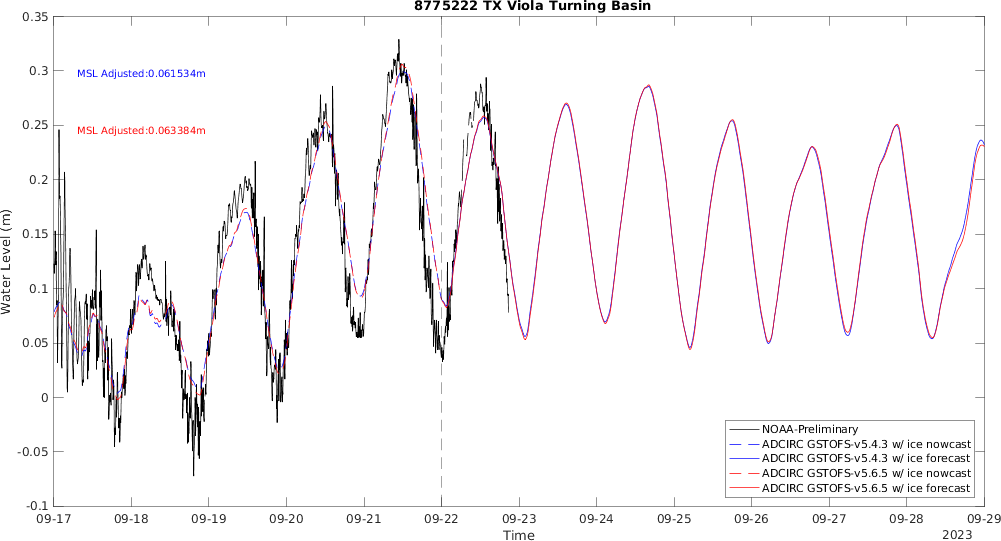 8775222 TX Viola Turning Basin
0.35
0.3
0.25
0.2
0.15
0.1
0.05
0
-0.05
-0.1
Water Level (m)
MSL Adjusted:0.061534m
MSL Adjusted:0.063384m
NOAA-Preliminary
ADCIRC GSTOFS-v5.4.3 w/ ice nowcast
ADCIRC GSTOFS-v5.4.3 w/ ice forecast
ADCIRC GSTOFS-v5.6.5 w/ ice nowcast
ADCIRC GSTOFS-v5.6.5 w/ ice forecast
09-17 09-18 09-19 09-20 09-21 09-22 09-23 09-24 09-25 09-26 09-27 09-28 09-29
Time
2023